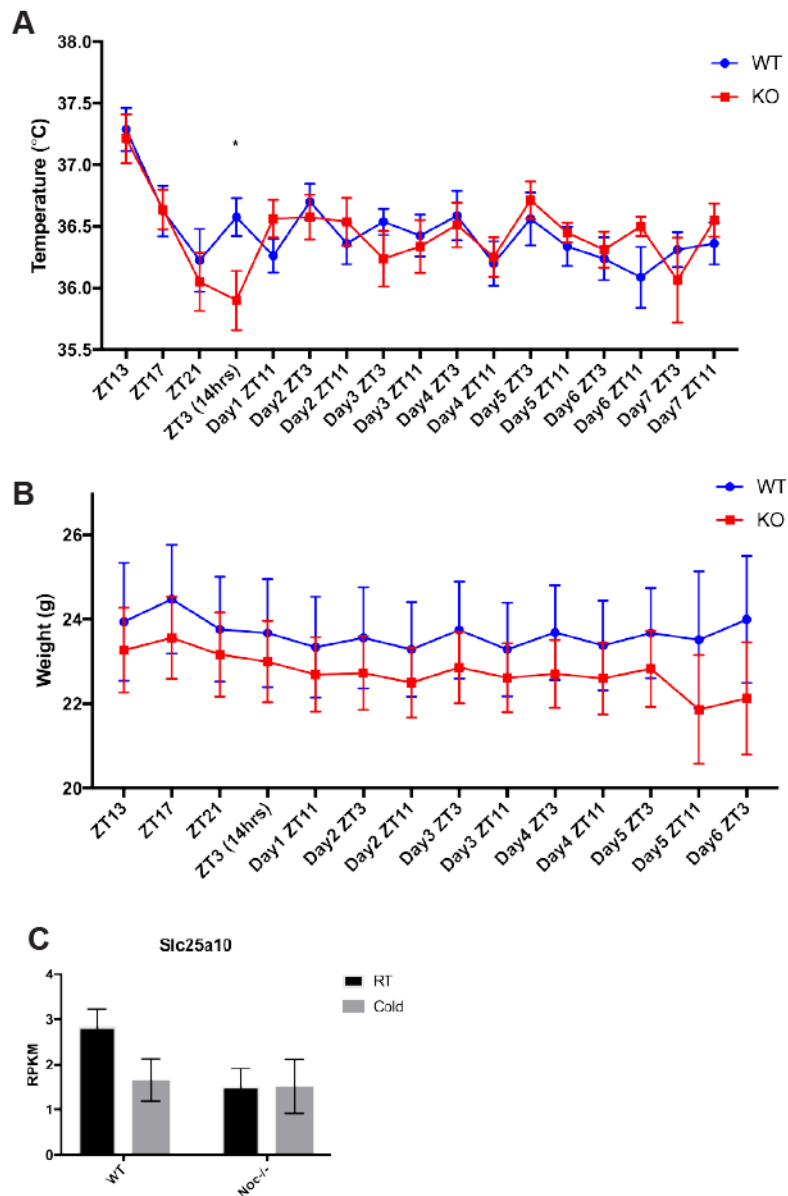 A
38.0
37.5
37.0
36.5
36.0
35.5
Temperature (°C)
*
WT
KO
ZT13
ZT17
ZT21
ZT3 (14hrs)
Day1 ZT11
Day2 ZT3
Day2 ZT11
Day3 ZT3
Day3 ZT11
Day4 ZT3
Day4 ZT11
Day5 ZT3
Day5 ZT11
Day6 ZT3
Day6 ZT11
Day7 ZT3
Day7 ZT11
B
26
24
22
20
Weight (g)
WT
KO
ZT13
ZT17
ZT21
ZT3 (14hrs)
Day1 ZT11
Day2 ZT3
Day2 ZT11
Day3 ZT3
Day3 ZT11
Day4 ZT3
Day4 ZT11
Day5 ZT3
Day5 ZT11
Day6 ZT3
C
Slc25a10
4
3
2
1
0
RPKM
RT
Cold
WT
Noc-/-